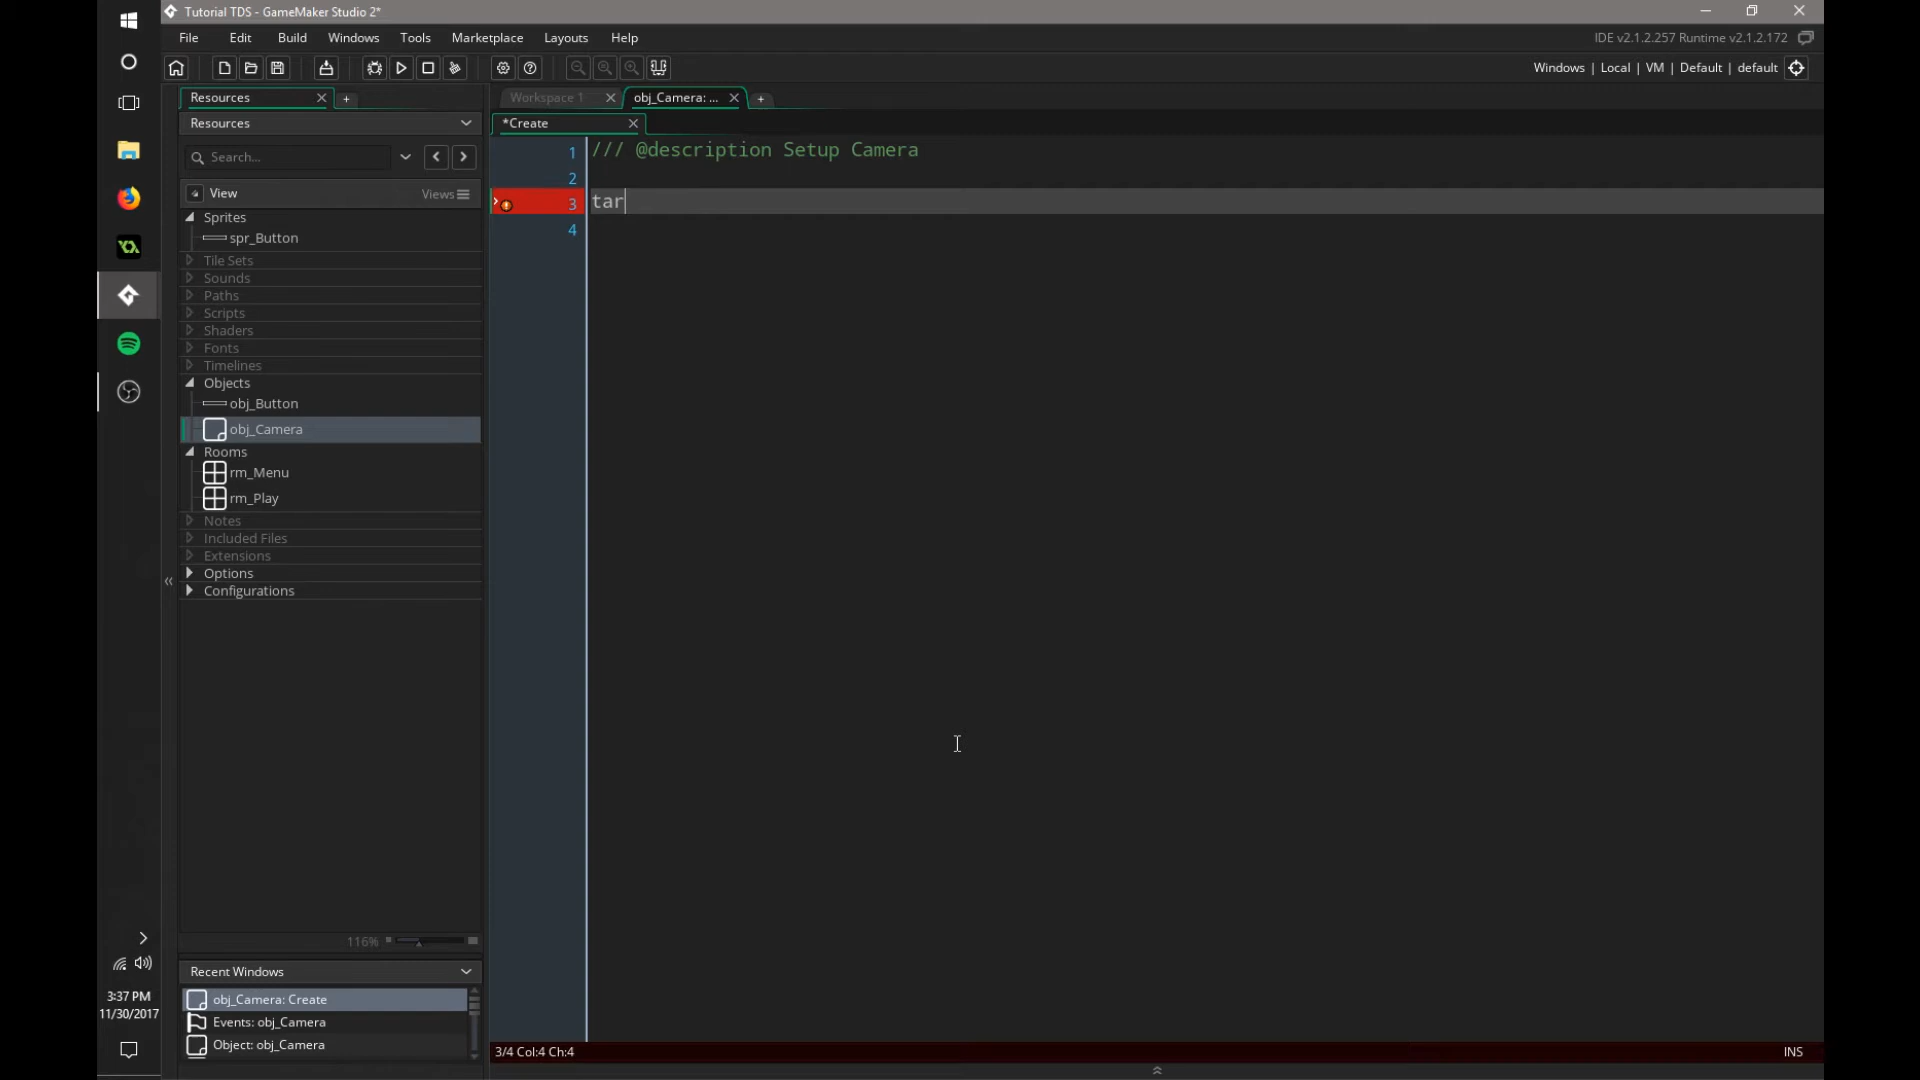 Tutorial TDS - GameMaker Studio 2*
File Edit Build Windows Tools Marketplace Layouts Help
IDE v2.1.2.257 Runtime v2.1.2.172
Windows | Local | VM | Default | default
Resources
Workspace 1
obj_Camera: ...
Resources
*Create
Search...
View
Views
Sprites
spr_Button
Tile Sets
Sounds
Paths
Scripts
Shaders
Fonts
Timelines
Objects
obj_Button
obj_Camera
Rooms
rm_Menu
rm_Play
Notes
Included Files
Extensions
Options
Configurations
116%
Recent Windows
obj_Camera: Create
Events: obj_Camera
Object: obj_Camera
1 /// @description Setup Camera
2
3 tar
4
3/4 Col:4 Ch:4
INS
3:37 PM
11/30/2017